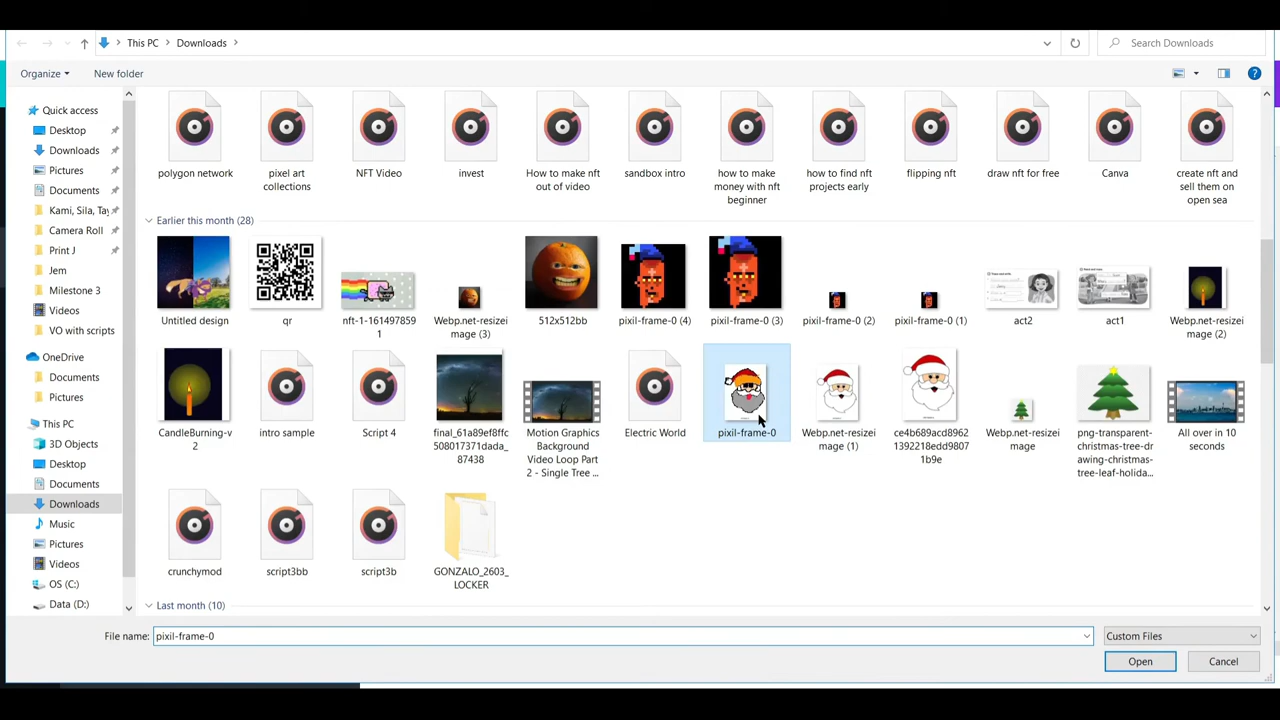 This PC > Downloads >
Search Downloads
Organize
New folder
Quick access
Desktop
Downloads
Pictures
Documents
Kami, Sila, Tay
Camera Roll
Print J
Jem
Milestone 3
Videos
VO with scripts
OneDrive
Documents
Pictures
This PC
3D Objects
Desktop
Documents
Downloads
Music
Pictures
Videos
OS (C:)
Data (D:)
polygon network
pixel art
collections
NFT Video
invest
How to make nft
out of video
sandbox intro
how to make
money with nft
beginner
how to find nft
projects early
flipping nft
draw nft for free
Canva
create nft and
sell them on
open sea
Earlier this month (28)
Untitled design
qr
nft-1-161497859
1
Webp.net-resizei
mage (3)
512x512bb
pixil-frame-0 (4)
pixil-frame-0 (3)
pixil-frame-0 (2)
pixil-frame-0 (1)
act2
act1
Webp.net-resizei
mage (2)
CandleBurning-v
2
intro sample
Script 4
final_61a89ef8ffc
508017371dada_
87438
Motion Graphics
Background
Video Loop Part
2 - Single Tree ...
Electric World
pixil-frame-0
Webp.net-resizei
mage (1)
ce4b689acd8962
1392218edd9807
1b9e
Webp.net-resizei
mage
png-transparent-
christmas-tree-dr
awing-christmas-
tree-leaf-holida...
All over in 10
seconds
crunchymod
script3bb
script3b
GONZALO_2603_
LOCKER
Last month (10)
File name:
pixil-frame-0
Custom Files
Open
Cancel